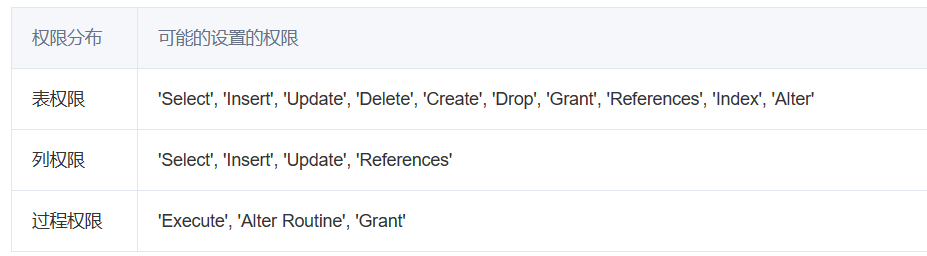 权限分布 可能的设置的权限
表权限 'Select', 'Insert', 'Update', 'Delete', 'Create', 'Drop', 'Grant', 'References', 'Index', 'Alter'
列权限 'Select', 'Insert', 'Update', 'References'
过程权限 'Execute', 'Alter Routine', 'Grant'